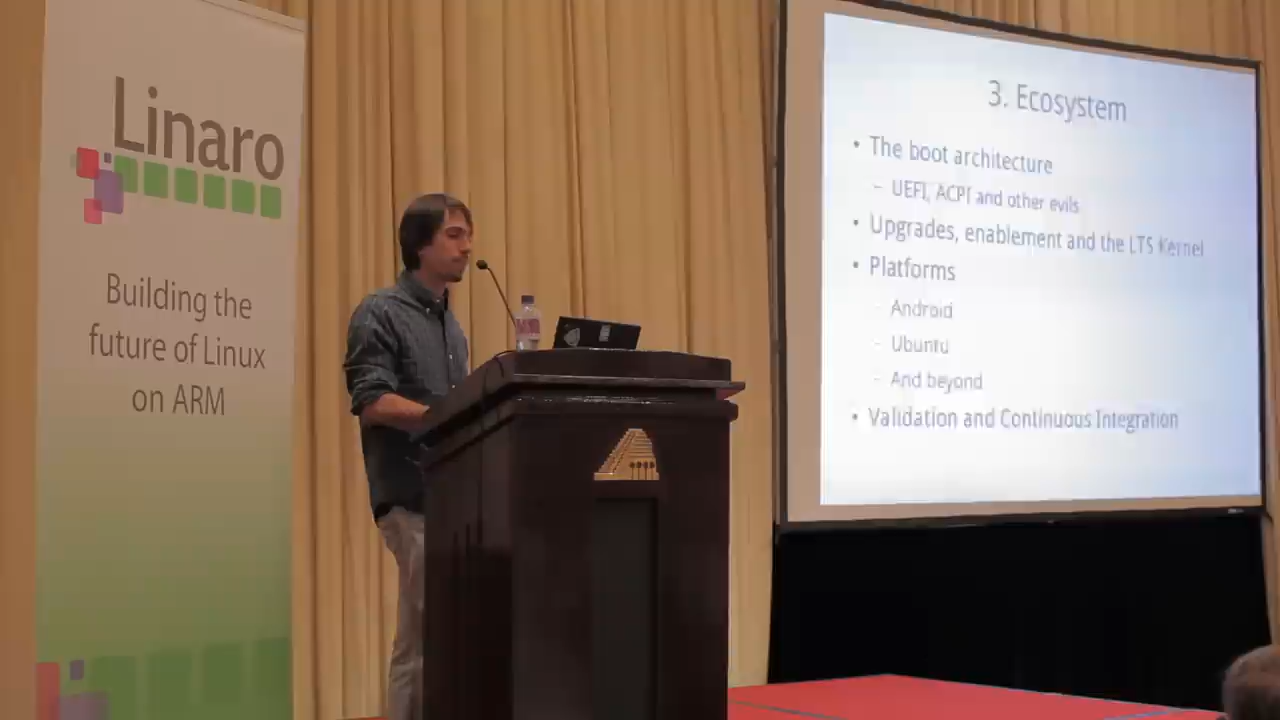 Linaro
Building the
future of Linux
on ARM
3. Ecosystem
• The boot architecture
– UEFI, ACPI and other evils
• Upgrades, enablement and the LTS Kernel
• Platforms
– Android
– Ubuntu
– And beyond
• Validation and Continuous Integration